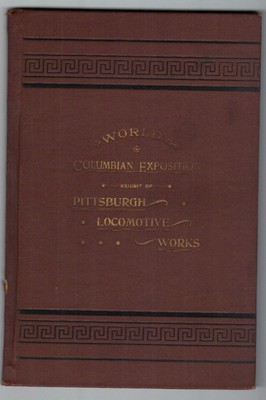 WORLD'S
COLUMBIAN EXPOSITION
EXHIBIT OF
PITTSBURGH
LOCOMOTIVE
WORKS